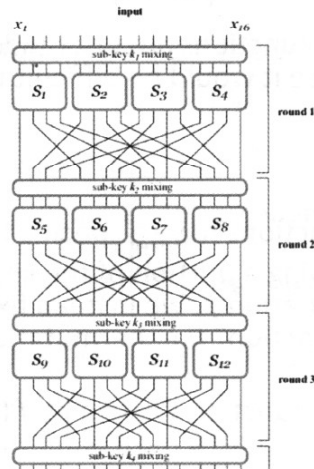 input
x1 x16
sub-key k1 mixing
S1 S2 S3 S4
round 1
sub-key k2 mixing
S5 S6 S7 S8
round 2
sub-key k3 mixing
S9 S10 S11 S12
round 3
sub-key k4 mixing